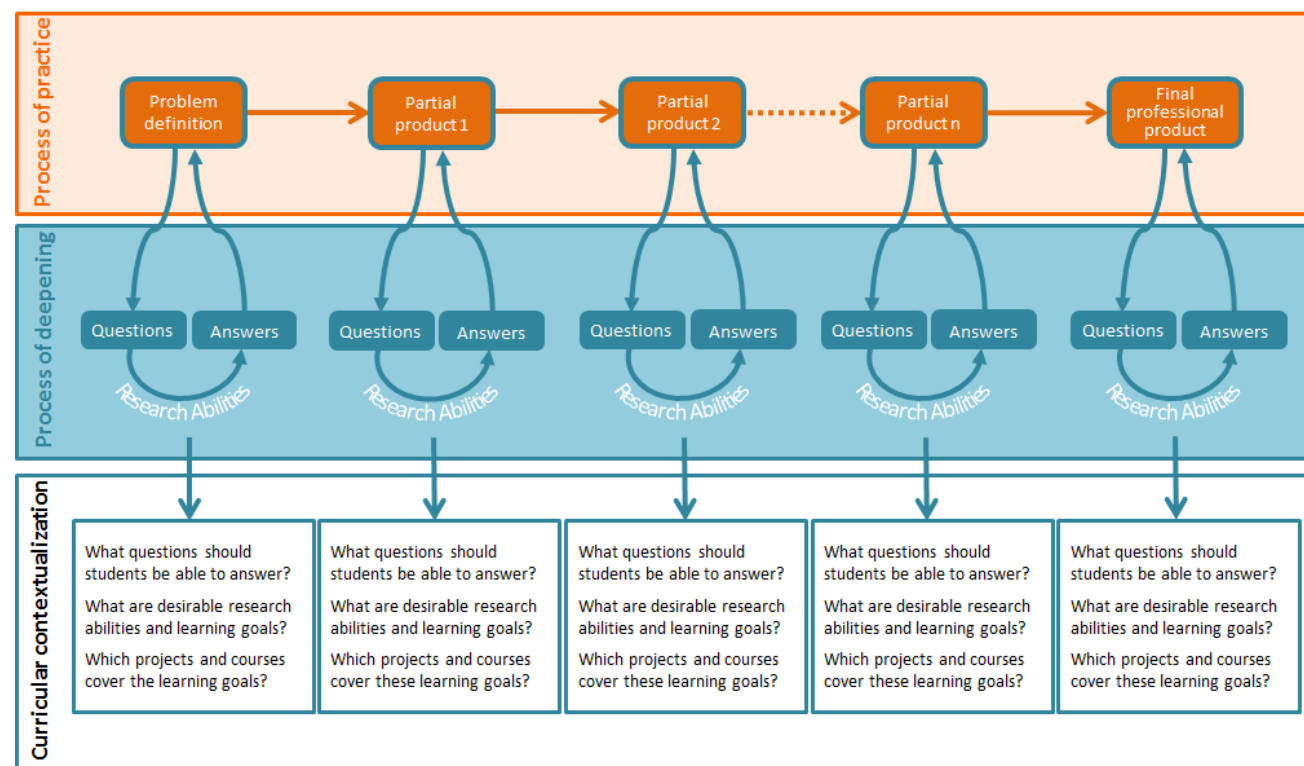 Process of practice
Problem
definition
Partial
product 1
Partial
product 2
Partial
product n
Final
professional
product
Process of deepening
Questions
Answers
Research Abilities
Questions
Answers
Research Abilities
Questions
Answers
Research Abilities
Questions
Answers
Research Abilities
Questions
Answers
Research Abilities
Curricular contextualization
What questions should
students be able to answer?
What are desirable research
abilities and learning goals?
Which projects and courses
cover the learning goals?
What questions should
students be able to answer?
What are desirable research
abilities and learning goals?
Which projects and courses
cover these learning goals?
What questions should
students be able to answer?
What are desirable research
abilities and learning goals?
Which projects and courses
cover these learning goals?
What questions should
students be able to answer?
What are desirable research
abilities and learning goals?
Which projects and courses
cover these learning goals?
What questions should
students be able to answer?
What are desirable research
abilities and learning goals?
Which projects and courses
cover these learning goals?